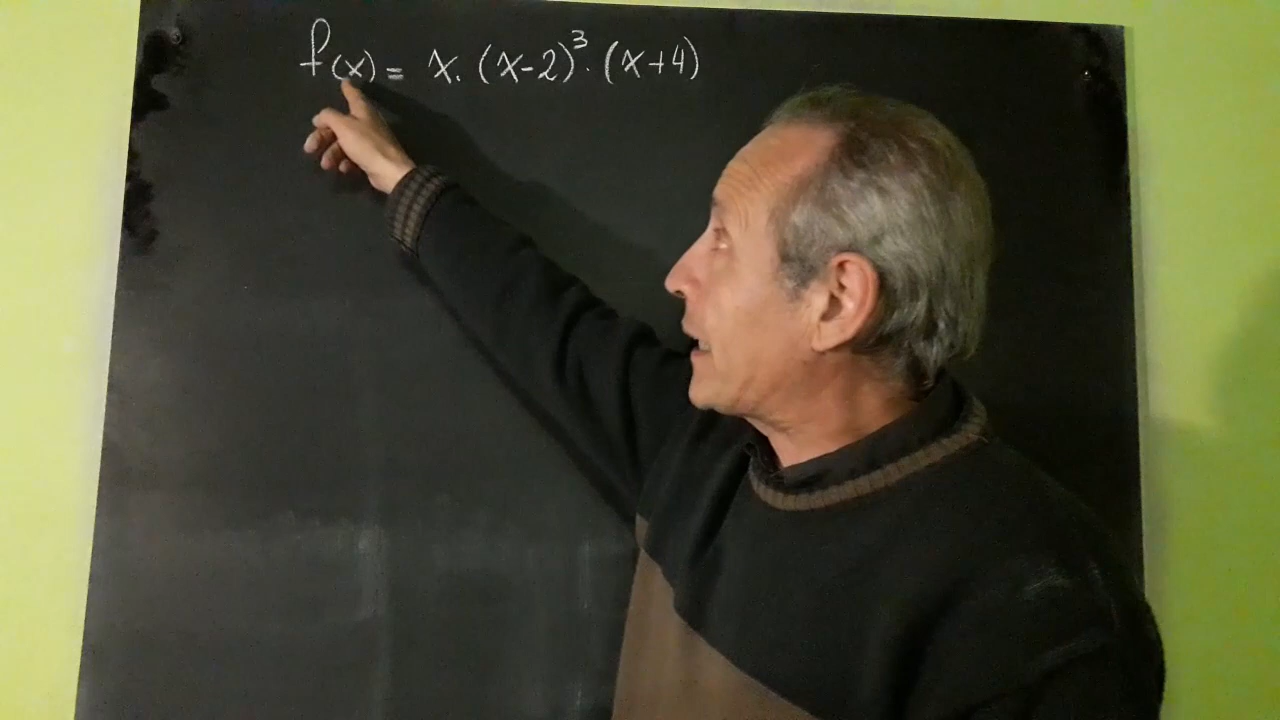 f(x) = x . (x-2)³ . (x+4)